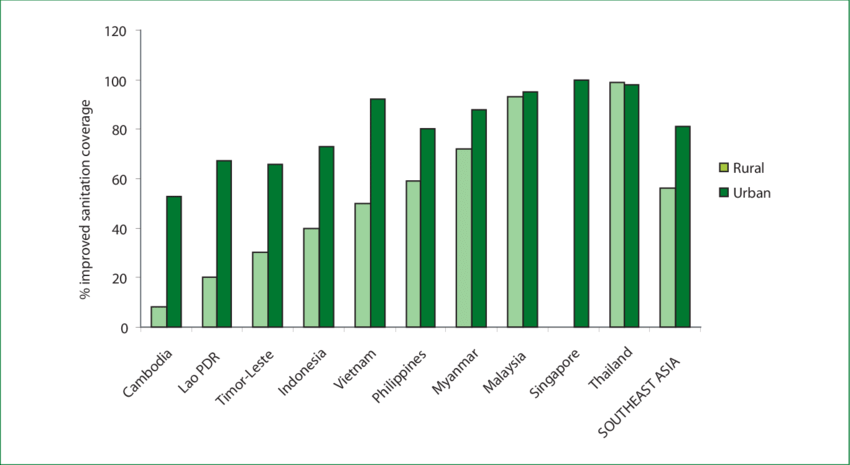 120
100
80
60
40
20
0
% improved sanitation coverage
Rural
Urban
Cambodia
Lao PDR
Timor-Leste
Indonesia
Vietnam
Philippines
Myanmar
Malaysia
Singapore
Thailand
SOUTHEAST ASIA